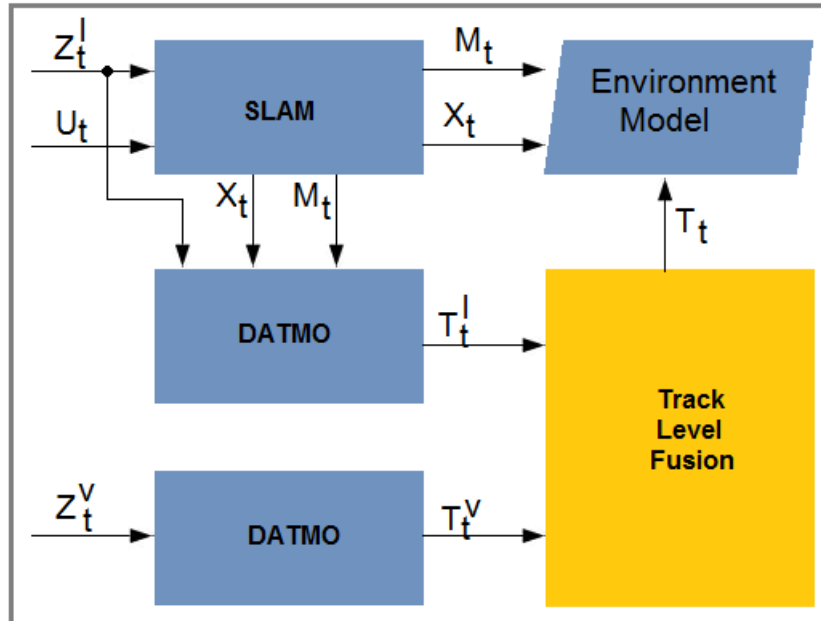 Z_t^l
M_t
U_t
SLAM
X_t
Environment
Model
X_t
M_t
T_t
DATMO
T_t^l
Track
Level
Fusion
Z_t^v
DATMO
T_t^v